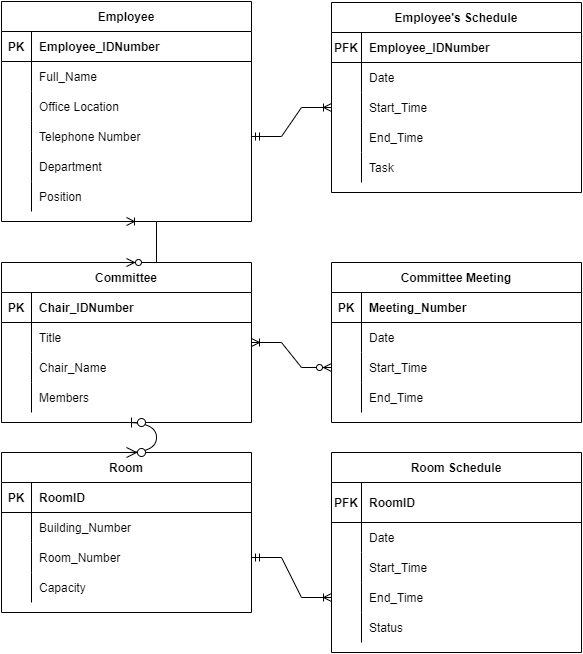 Employee
PK Employee_IDNumber
Full_Name
Office Location
Telephone Number
Department
Position
Employee's Schedule
PFK Employee_IDNumber
Date
Start_Time
End_Time
Task
Committee
PK Chair_IDNumber
Title
Chair_Name
Members
Committee Meeting
PK Meeting_Number
Date
Start_Time
End_Time
Room
PK RoomID
Building_Number
Room_Number
Capacity
Room Schedule
PFK RoomID
Date
Start_Time
End_Time
Status